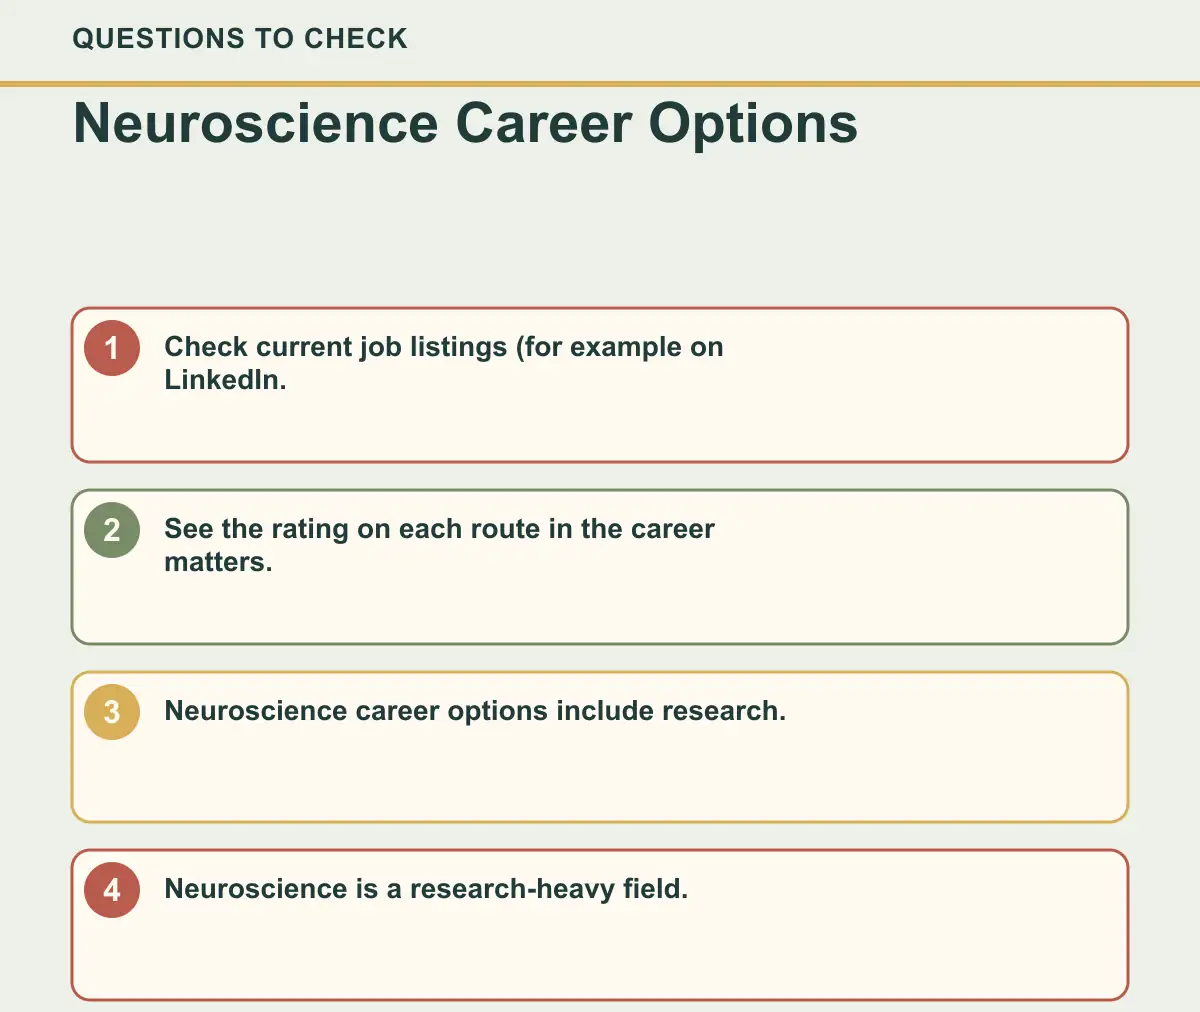 QUESTIONS TO CHECK
Neuroscience Career Options
1
Check current job listings (for example on
LinkedIn.
2
See the rating on each route in the career
matters.
3
Neuroscience career options include research.
4
Neuroscience is a research-heavy field.